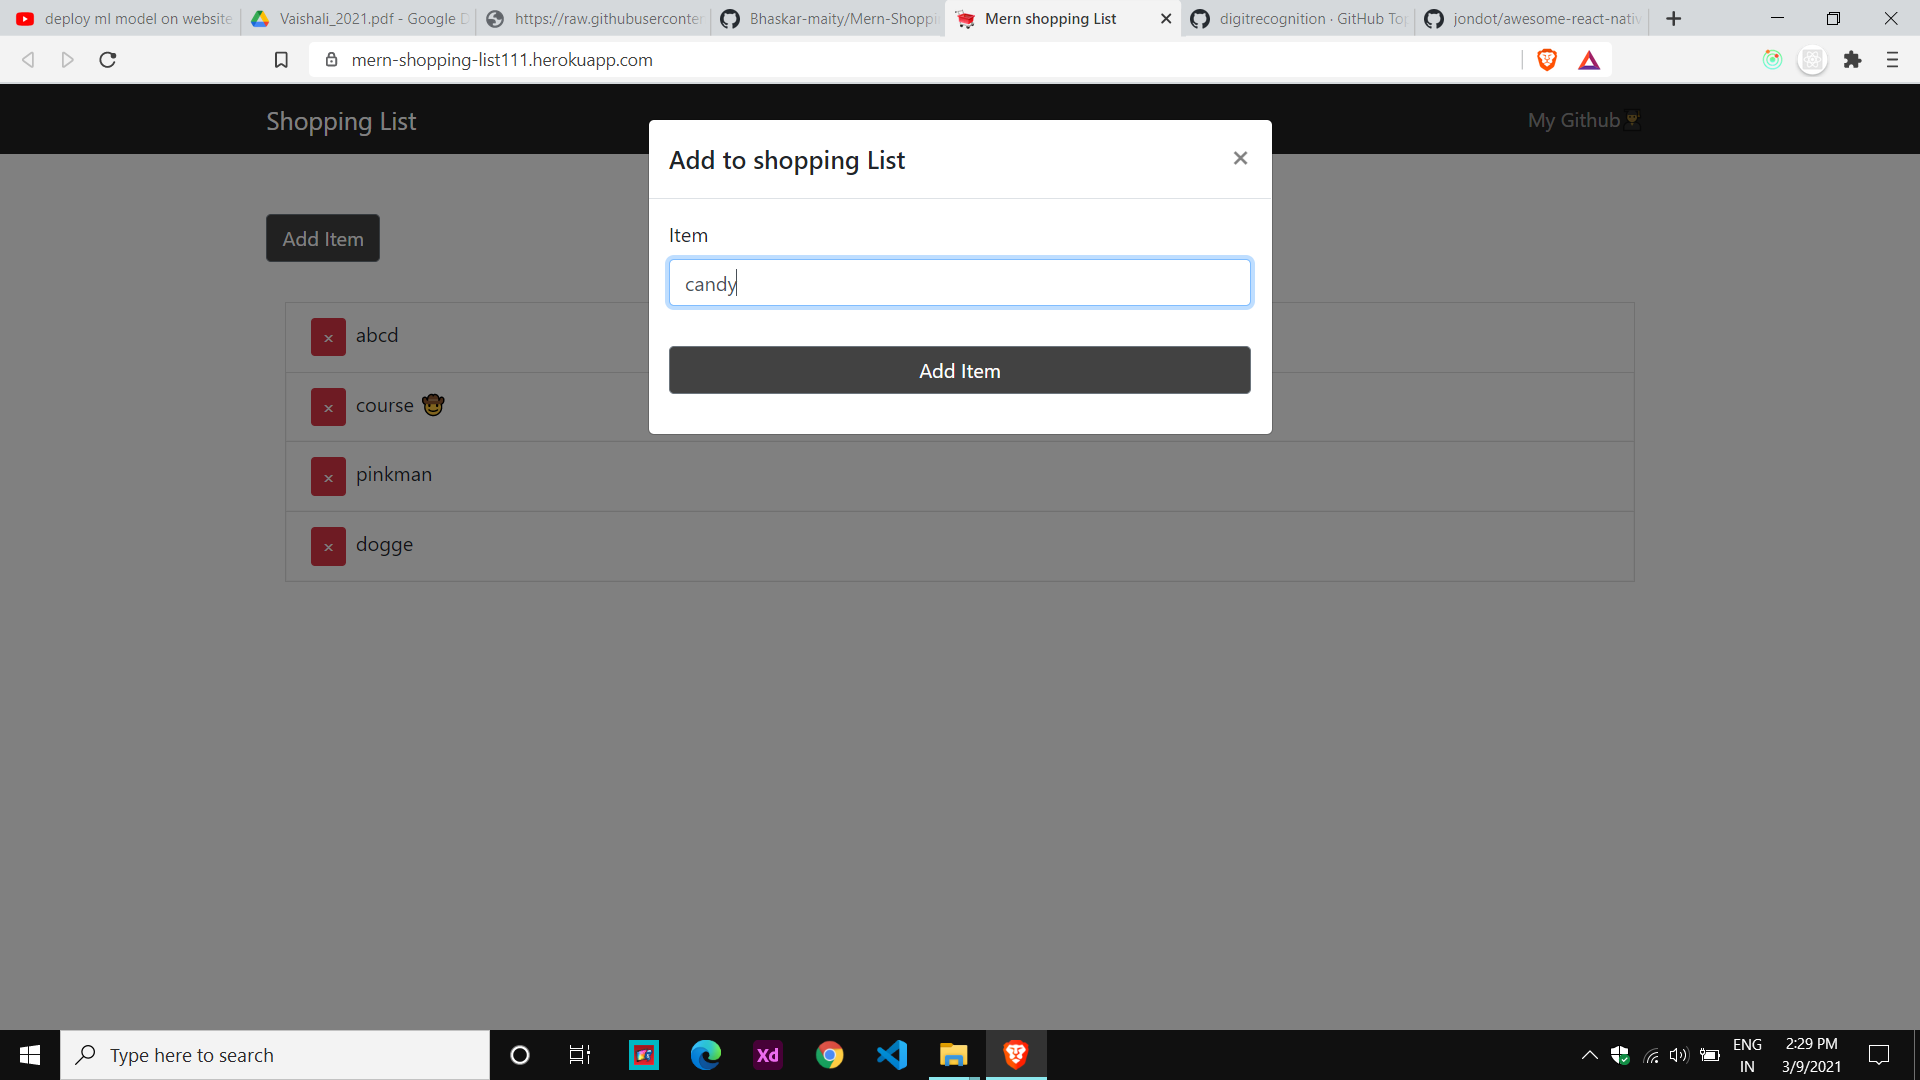 deploy ml model on website
Vaishali_2021.pdf - Google D
https://raw.githubuserconter
Bhaskar-maity/Mern-Shoppi
Mern shopping List
digitrecognition · GitHub Top
jondot/awesome-react-nativ
mern-shopping-list111.herokuapp.com
Shopping List
My Github
Add to shopping List
×
Add Item
Item
candy
Add Item
× abcd
× course 🤠
× pinkman
× dogge
Type here to search
Xd
ENG
IN
2:29 PM
3/9/2021